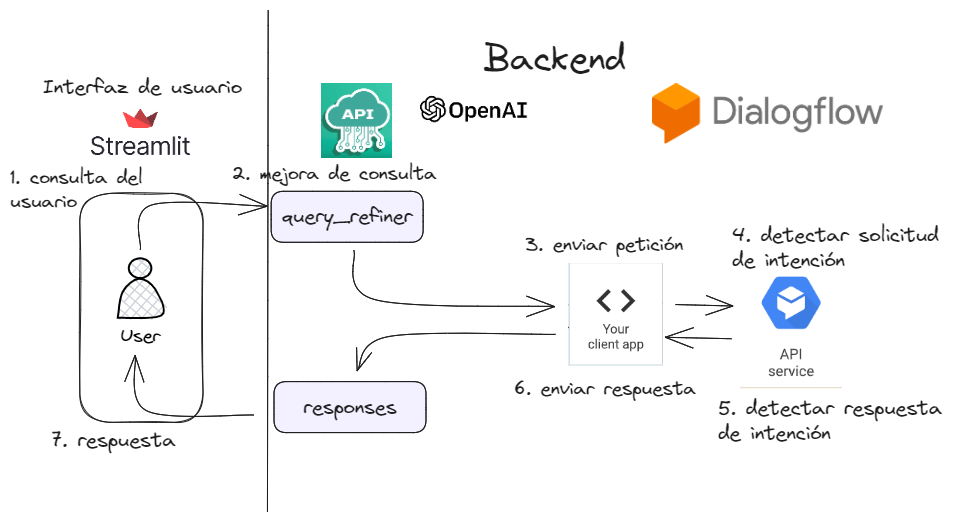 Backend
Interfaz de usuario
API
OpenAI
Dialogflow
Streamlit
1. consulta del
usuario
2. mejora de consulta
query_refiner
3. enviar petición
4. detectar solicitud
de intención
User
Your
client app
API
service
responses
6. enviar respuesta
5. detectar respuesta
de intención
7. respuesta